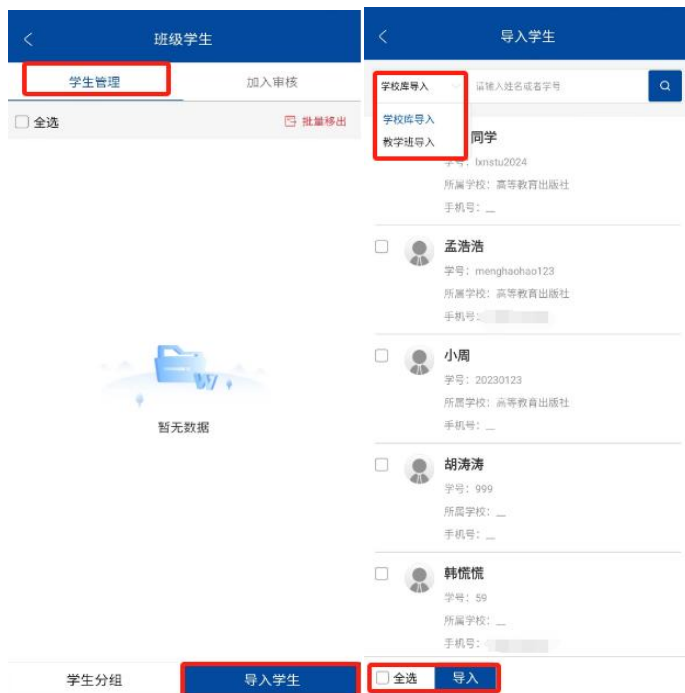 班级学生
学生管理
加入审核
全选
批量移出
暂无数据
学生分组
导入学生
导入学生
学校库导入
请输入姓名或者学号
学校库导入
教学班导入
同学
学号：lxnstu2024
所属学校：高等教育出版社
手机号：__
孟浩浩
学号：menghaohao123
所属学校：高等教育出版社
手机号：
小周
学号：20230123
所属学校：高等教育出版社
手机号：__
胡涛涛
学号：999
所属学校：__
手机号：__
韩慌慌
学号：59
所属学校：__
手机号：
全选
导入